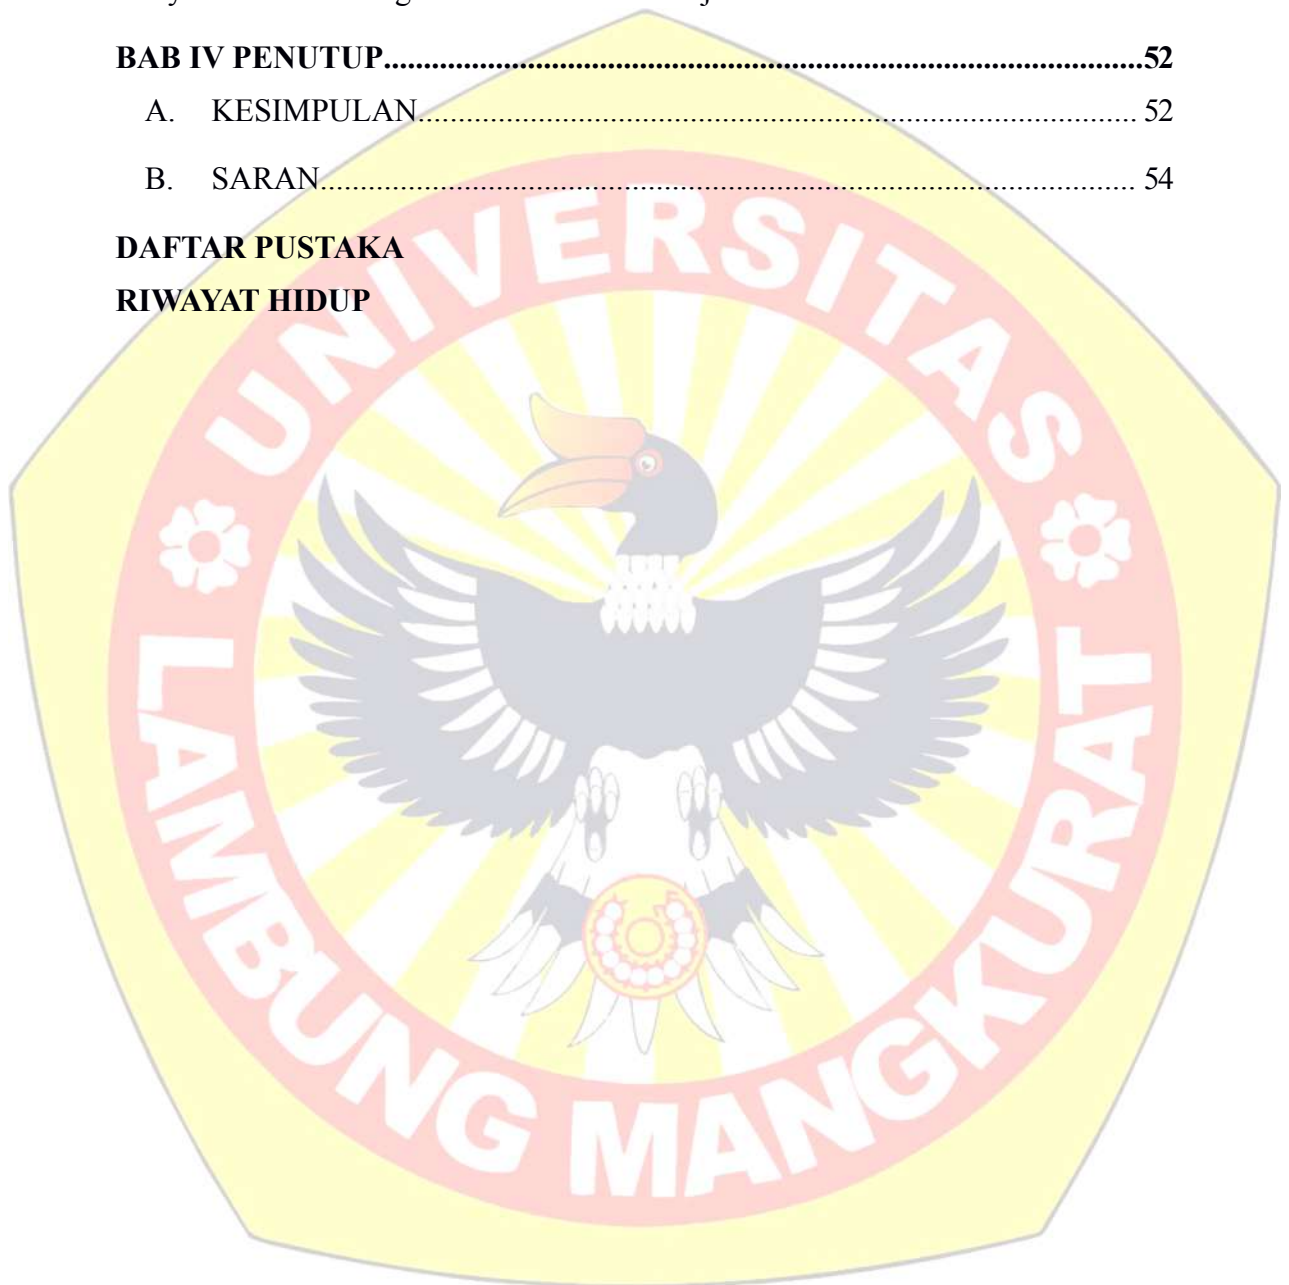 BAB IV PENUTUP..........................................................................................52
A. KESIMPULAN.................................................................................... 52
B. SARAN................................................................................................ 54
DAFTAR PUSTAKA
RIWAYAT HIDUP
UNIVERSITAS
LAMBUNG MANGKURAT